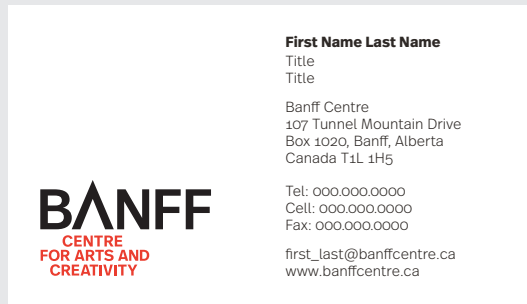 First Name Last Name
Title
Title
Banff Centre
107 Tunnel Mountain Drive
Box 1020, Banff, Alberta
Canada T1L 1H5
Tel: 000.000.0000
Cell: 000.000.0000
Fax: 000.000.0000
first_last@banffcentre.ca
www.banffcentre.ca
BANFF
CENTRE
FOR ARTS AND
CREATIVITY